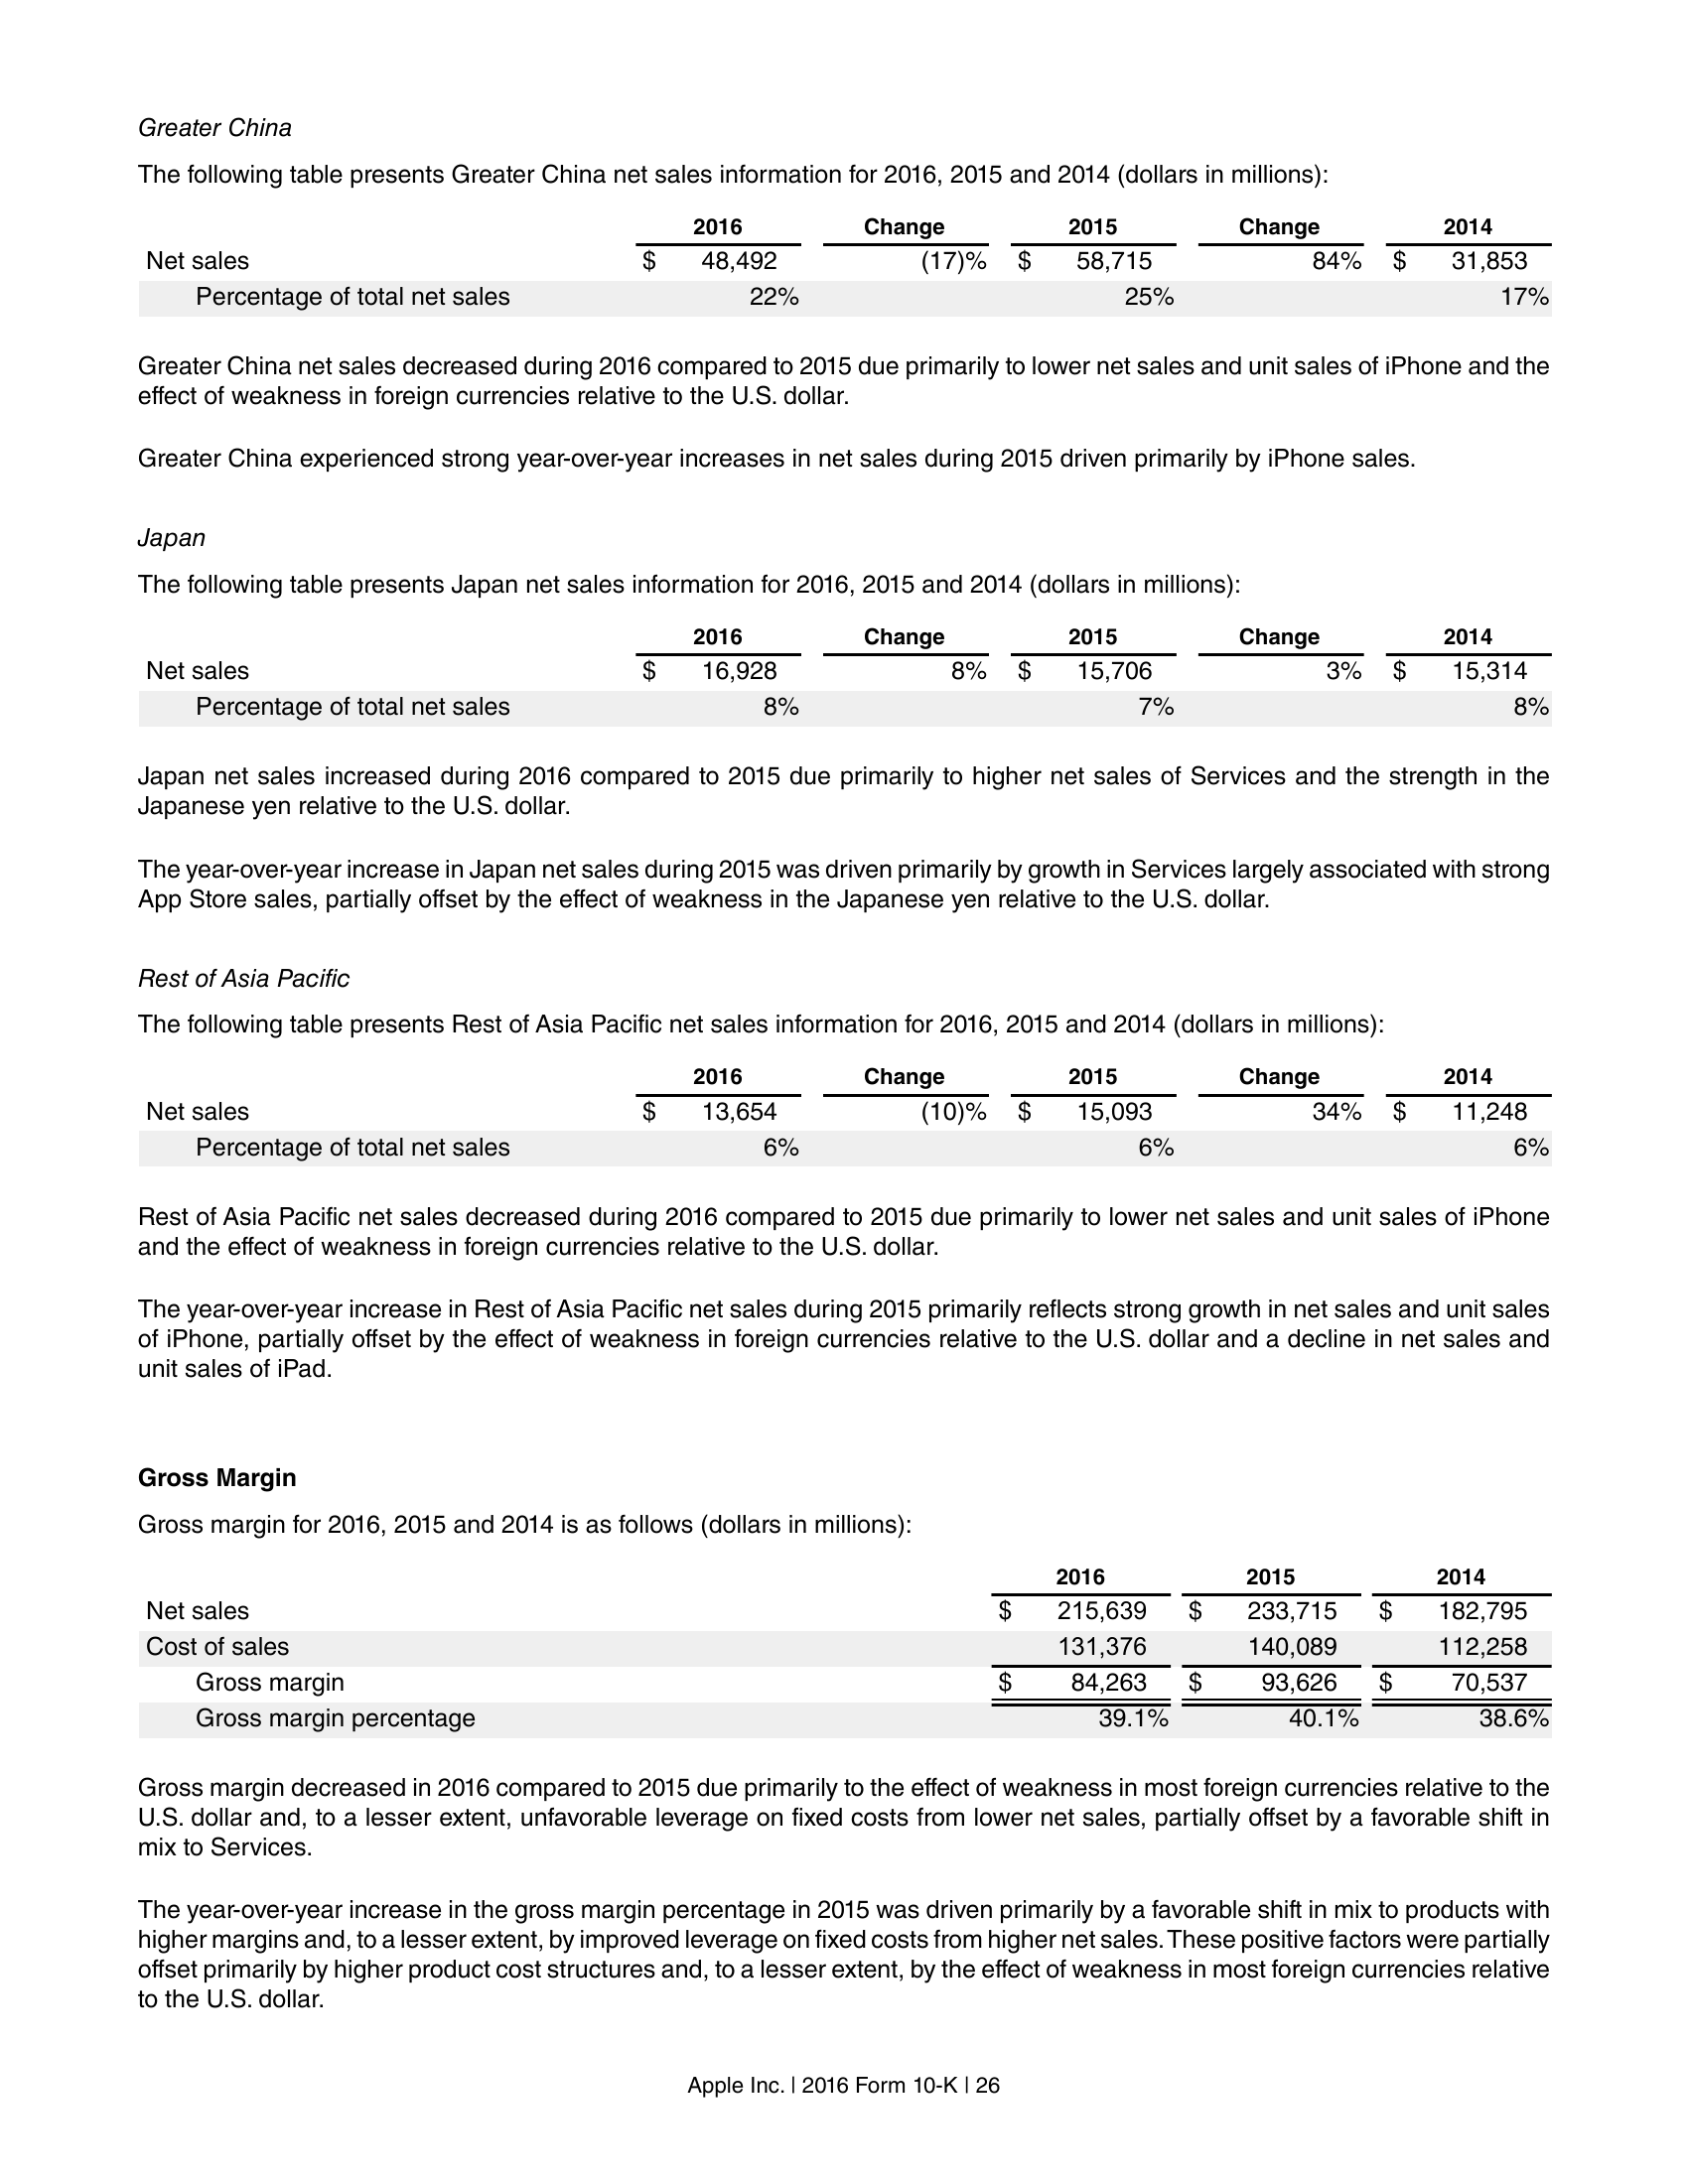 Greater China
The following table presents Greater China net sales information for 2016, 2015 and 2014 (dollars in millions):
2016 Change 2015 Change 2014
Net sales $ 48,492 (17)% $ 58,715 84% $ 31,853
Percentage of total net sales 22% 25% 17%
Greater China net sales decreased during 2016 compared to 2015 due primarily to lower net sales and unit sales of iPhone and the
effect of weakness in foreign currencies relative to the U.S. dollar.
Greater China experienced strong year-over-year increases in net sales during 2015 driven primarily by iPhone sales.
Japan
The following table presents Japan net sales information for 2016, 2015 and 2014 (dollars in millions):
2016 Change 2015 Change 2014
Net sales $ 16,928 8% $ 15,706 3% $ 15,314
Percentage of total net sales 8% 7% 8%
Japan net sales increased during 2016 compared to 2015 due primarily to higher net sales of Services and the strength in the
Japanese yen relative to the U.S. dollar.
The year-over-year increase in Japan net sales during 2015 was driven primarily by growth in Services largely associated with strong
App Store sales, partially offset by the effect of weakness in the Japanese yen relative to the U.S. dollar.
Rest of Asia Pacific
The following table presents Rest of Asia Pacific net sales information for 2016, 2015 and 2014 (dollars in millions):
2016 Change 2015 Change 2014
Net sales $ 13,654 (10)% $ 15,093 34% $ 11,248
Percentage of total net sales 6% 6% 6%
Rest of Asia Pacific net sales decreased during 2016 compared to 2015 due primarily to lower net sales and unit sales of iPhone
and the effect of weakness in foreign currencies relative to the U.S. dollar.
The year-over-year increase in Rest of Asia Pacific net sales during 2015 primarily reflects strong growth in net sales and unit sales
of iPhone, partially offset by the effect of weakness in foreign currencies relative to the U.S. dollar and a decline in net sales and
unit sales of iPad.
Gross Margin
Gross margin for 2016, 2015 and 2014 is as follows (dollars in millions):
2016 2015 2014
Net sales $ 215,639 $ 233,715 $ 182,795
Cost of sales 131,376 140,089 112,258
Gross margin $ 84,263 $ 93,626 $ 70,537
Gross margin percentage 39.1% 40.1% 38.6%
Gross margin decreased in 2016 compared to 2015 due primarily to the effect of weakness in most foreign currencies relative to the
U.S. dollar and, to a lesser extent, unfavorable leverage on fixed costs from lower net sales, partially offset by a favorable shift in
mix to Services.
The year-over-year increase in the gross margin percentage in 2015 was driven primarily by a favorable shift in mix to products with
higher margins and, to a lesser extent, by improved leverage on fixed costs from higher net sales. These positive factors were partially
offset primarily by higher product cost structures and, to a lesser extent, by the effect of weakness in most foreign currencies relative
to the U.S. dollar.
Apple Inc. | 2016 Form 10-K | 26